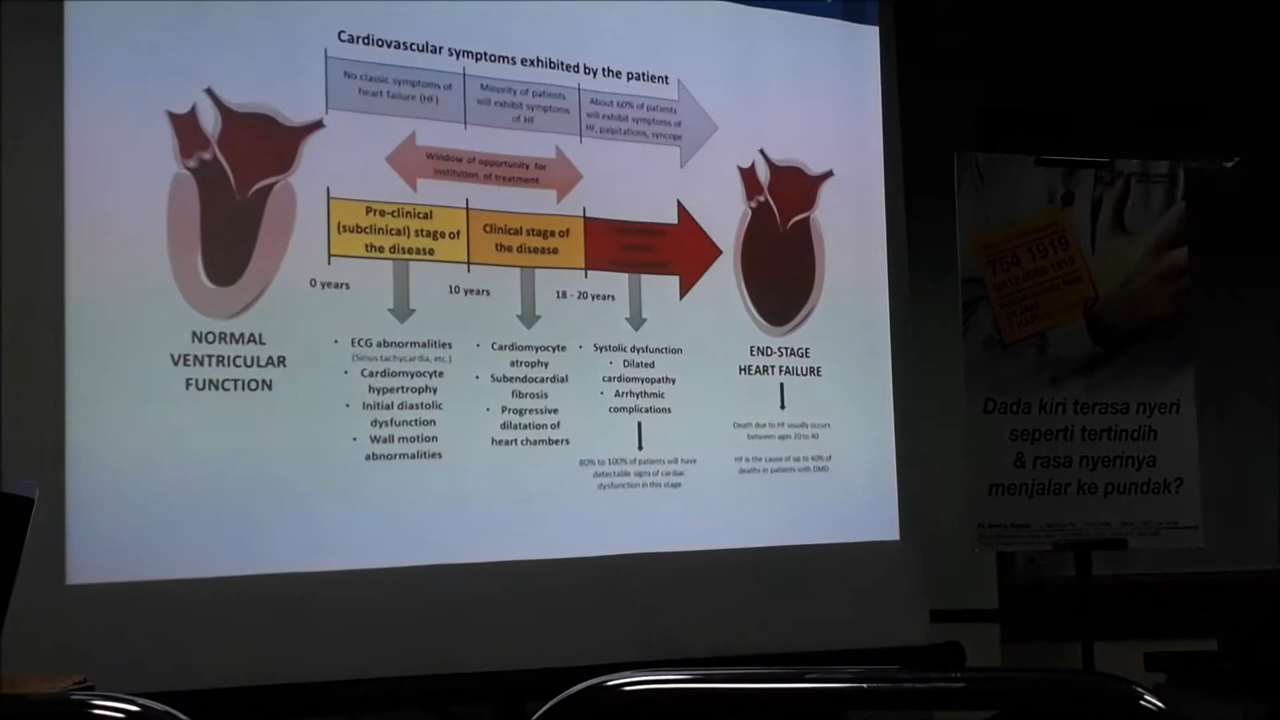 Cardiovascular symptoms exhibited by the patient
No classic symptoms of
heart failure (HF)
Minority of patients
will exhibit symptoms
of HF
About 60% of patients
will exhibit symptoms of
HF, palpitations, syncope
Window of opportunity for
institution of treatment
Pre-clinical
(subclinical) stage of
the disease
Clinical stage of
the disease
0 years
10 years
18 - 20 years
NORMAL
VENTRICULAR
FUNCTION
• ECG abnormalities
(Sinus tachycardia, etc.)
• Cardiomyocyte
hypertrophy
• Initial diastolic
dysfunction
• Wall motion
abnormalities
• Cardiomyocyte
atrophy
• Subendocardial
fibrosis
• Progressive
dilatation of
heart chambers
• Systolic dysfunction
• Dilated
cardiomyopathy
• Arrhythmic
complications
80% to 100% of patients will have
detectable signs of cardiac
dysfunction in this stage
END-STAGE
HEART FAILURE
Death due to HF usually occurs
between ages 20 to 40
HF is the cause of up to 40% of
deaths in patients with DMD
754 1919
Dada kiri terasa nyeri
seperti tertindih
& rasa nyerinya
menjalar ke pundak?